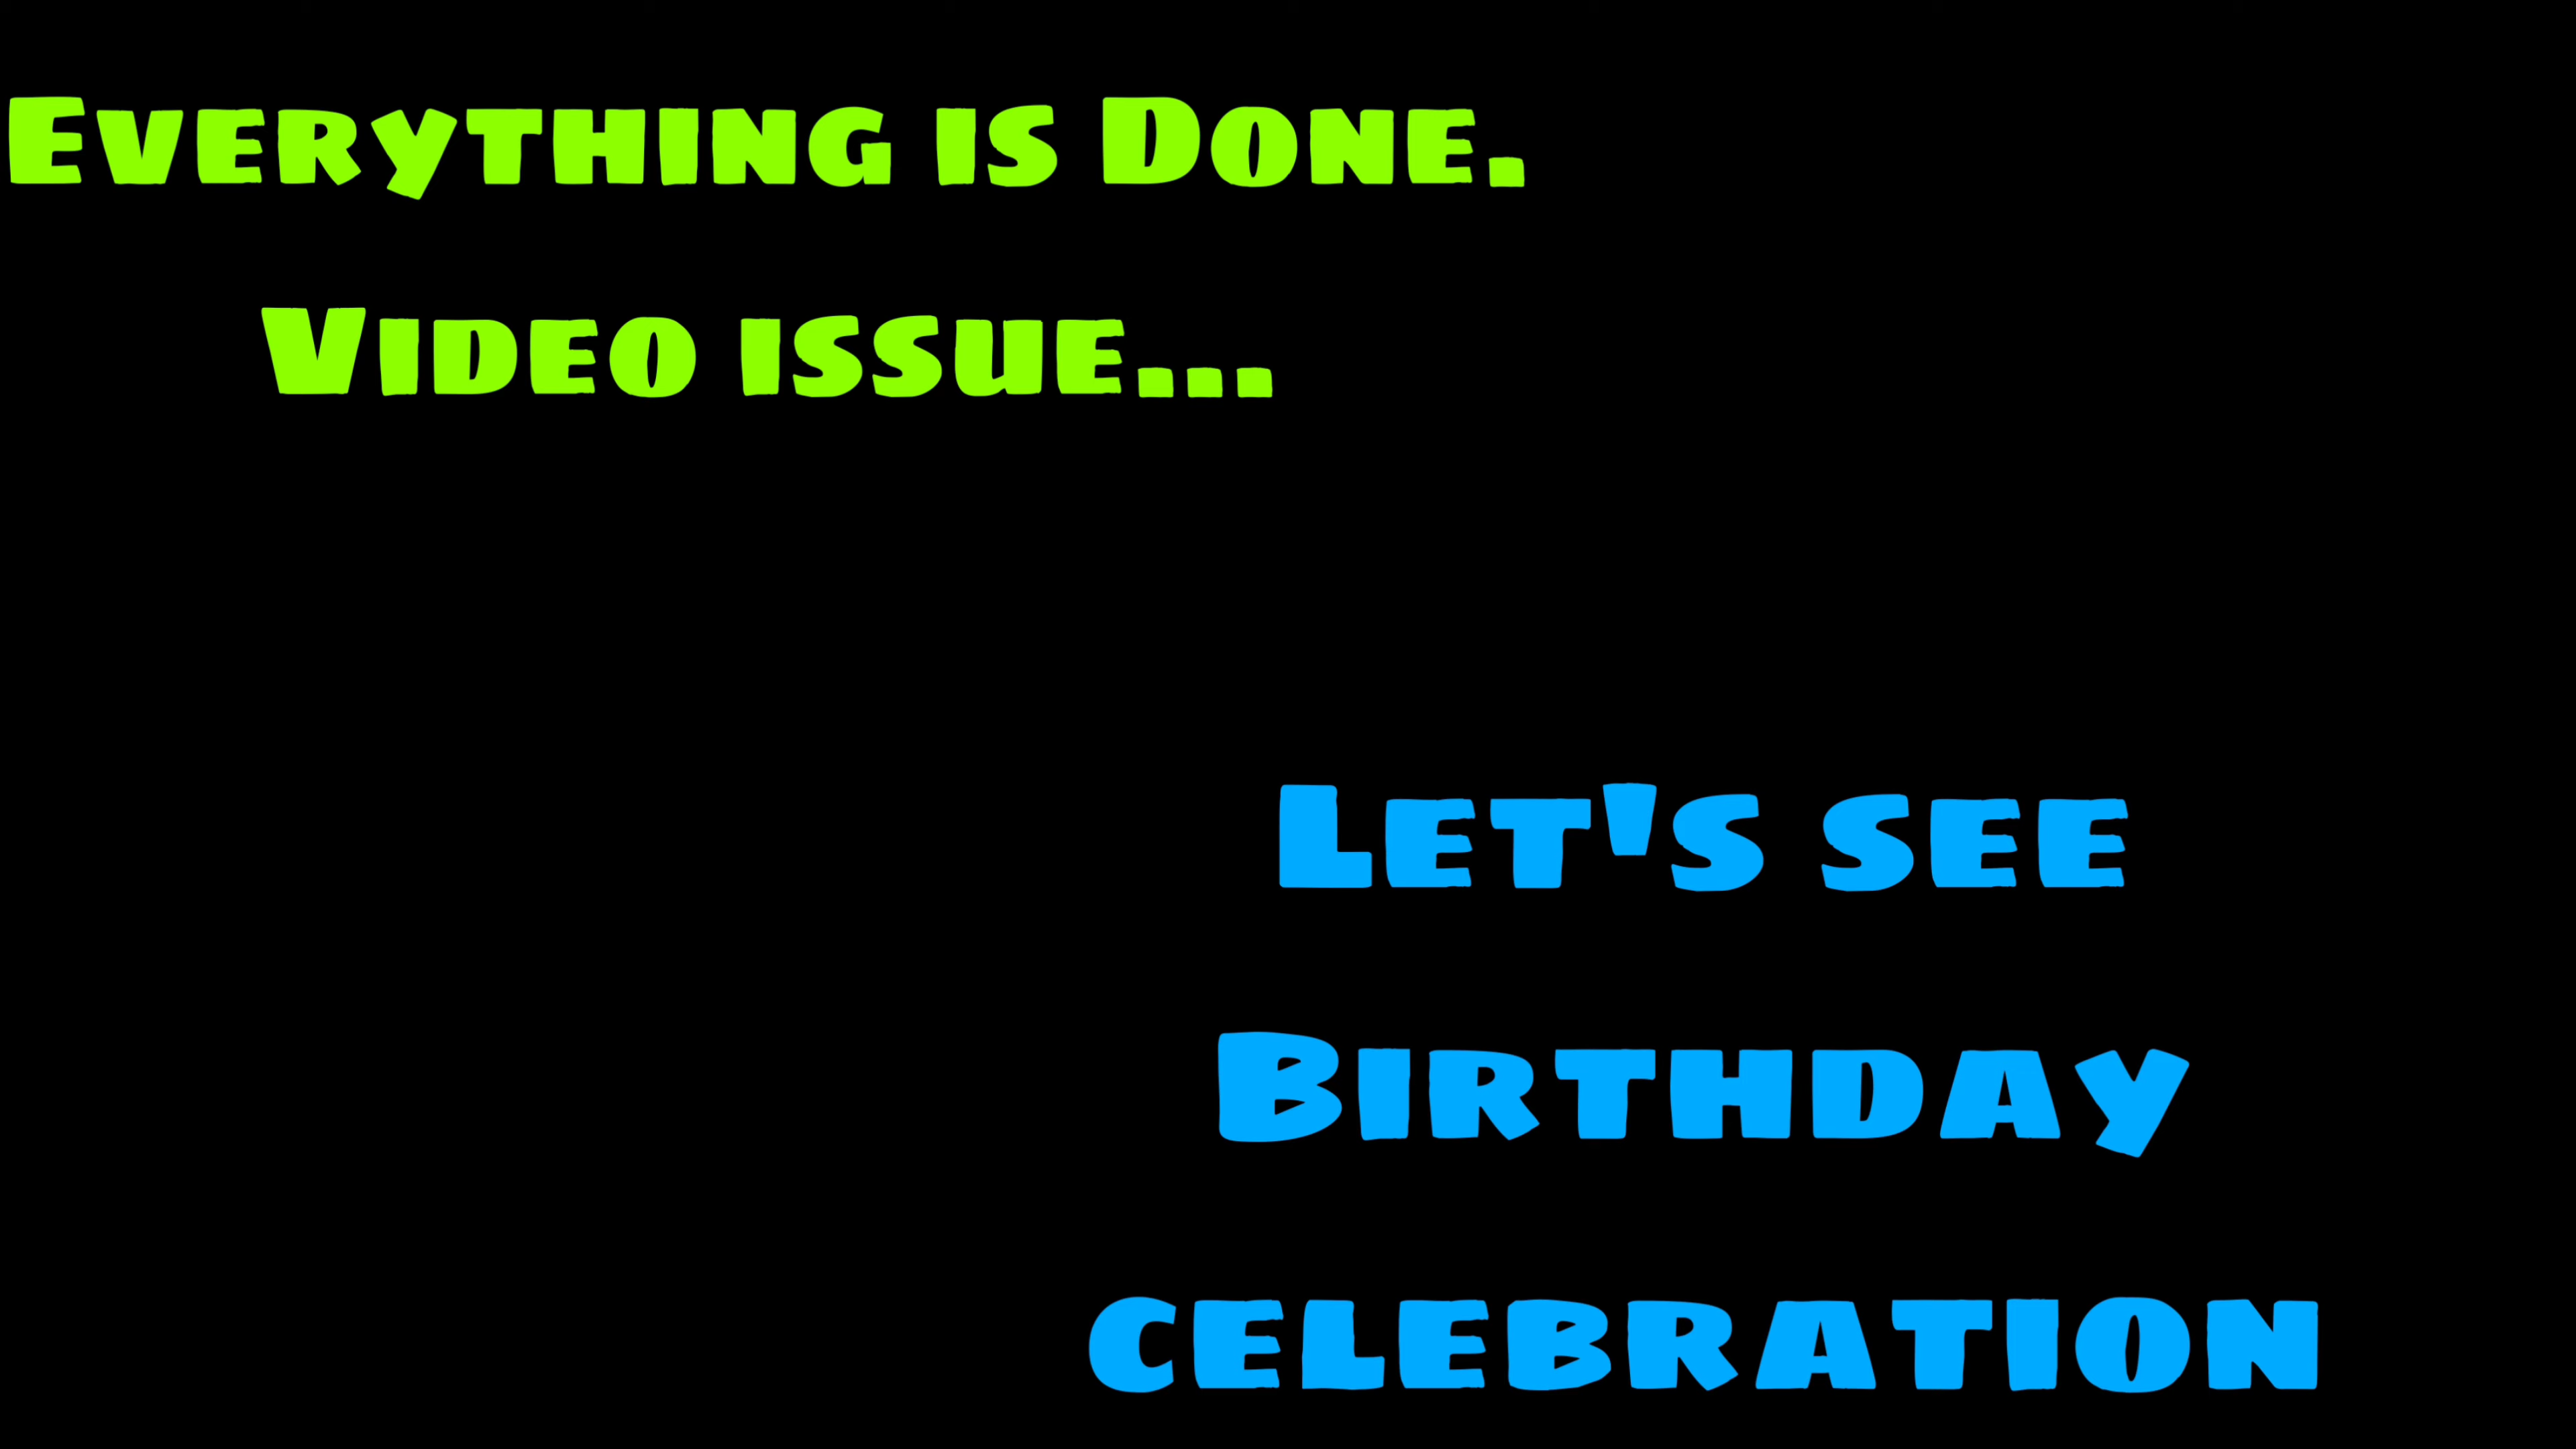 Everything is Done.
Video issue...
Let's see
Birthday
celebration